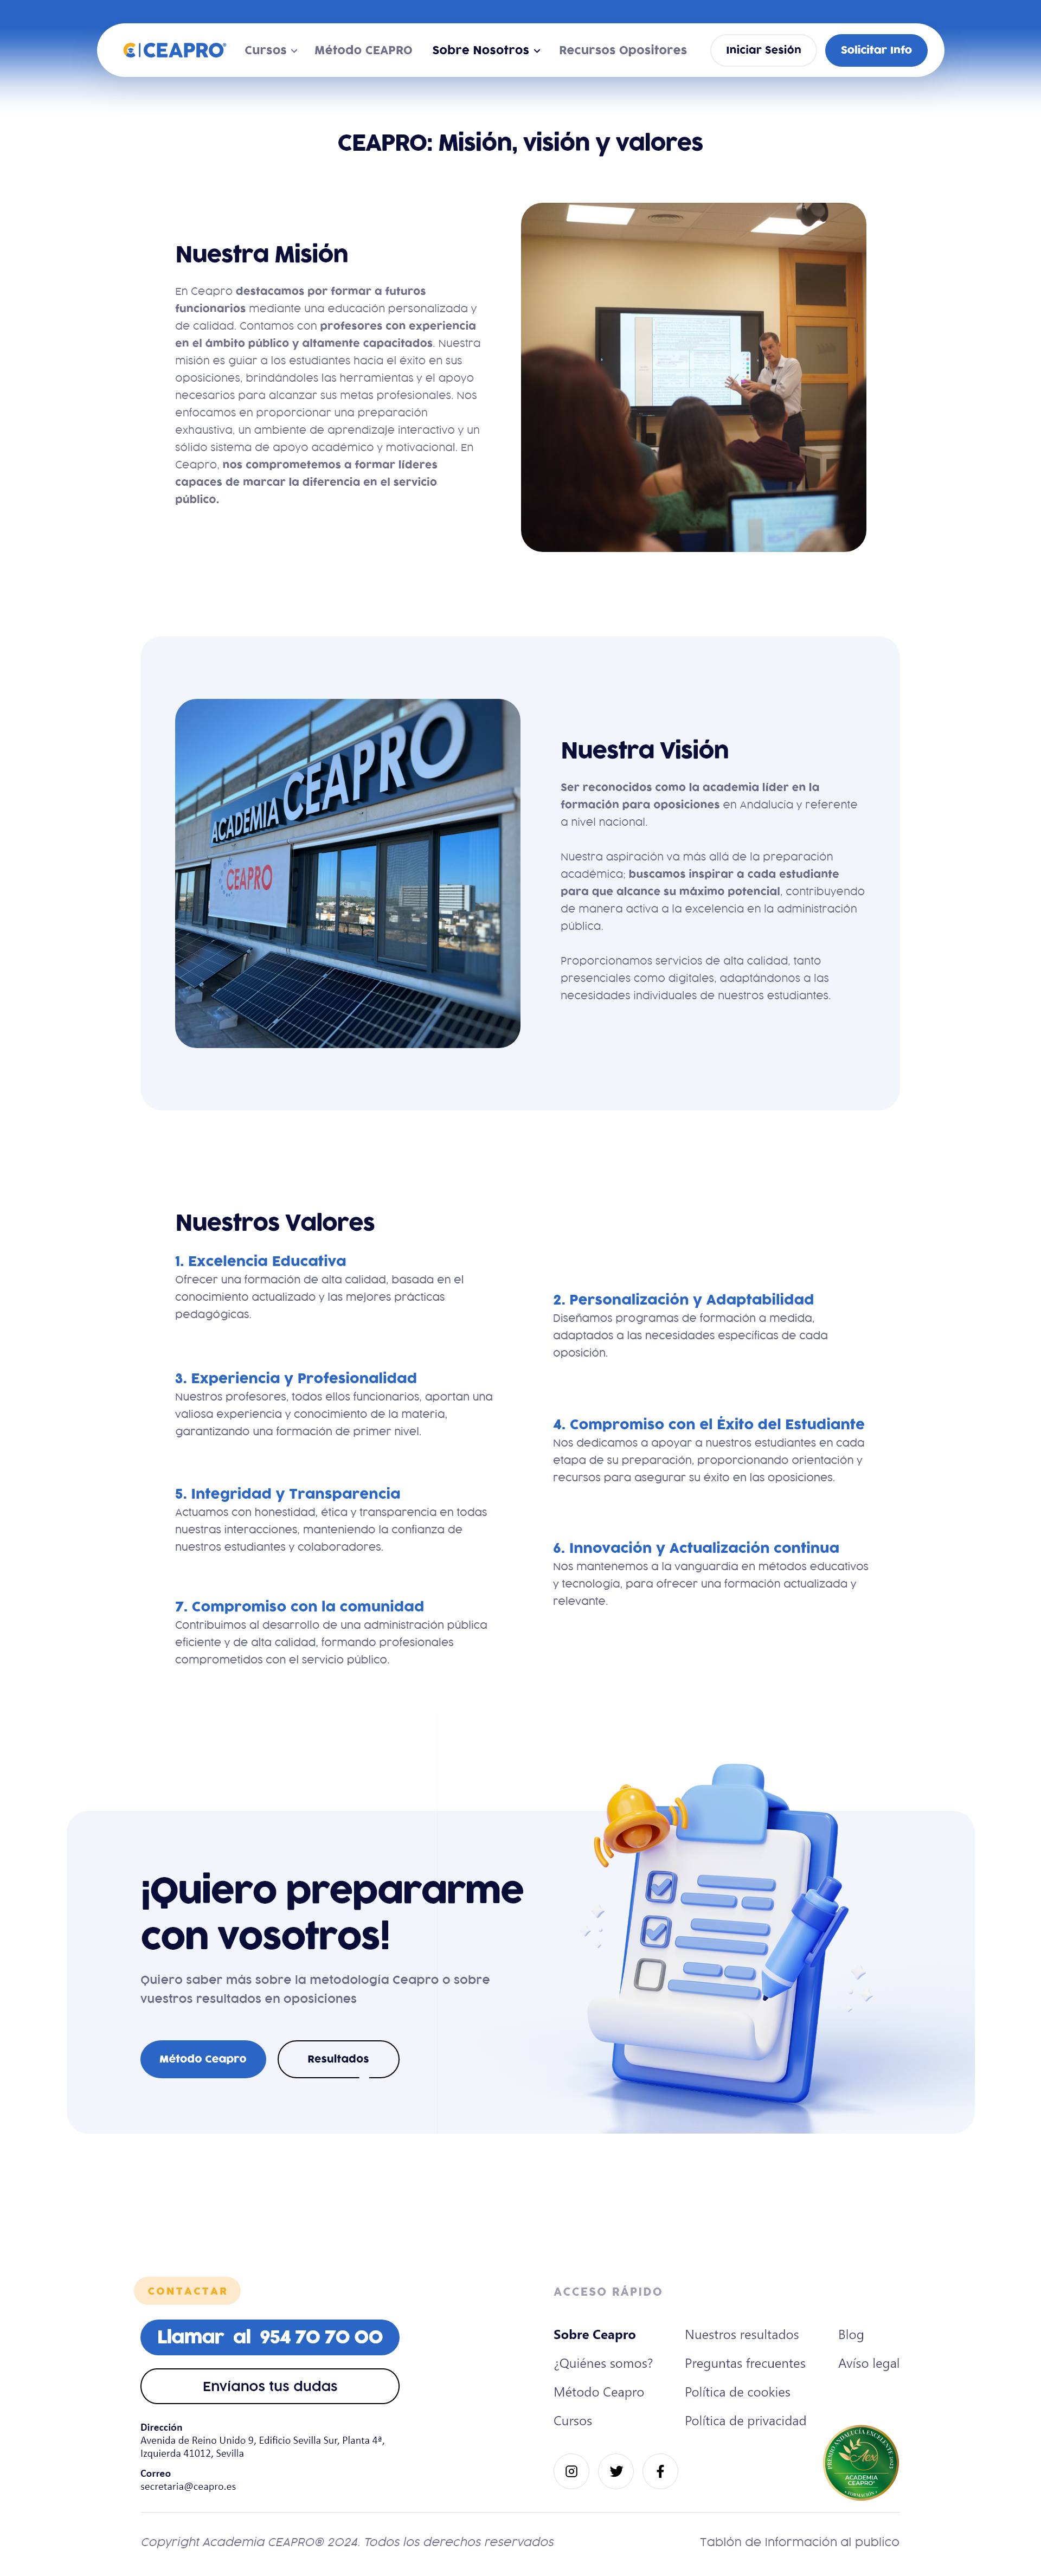 CEAPRO®
Cursos
Método CEAPRO
Sobre Nosotros
Recursos Opositores
Iniciar Sesión
Solicitar Info
CEAPRO: Misión, visión y valores
Nuestra Misión
En Ceapro destacamos por formar a futuros
funcionarios mediante una educación personalizada y
de calidad. Contamos con profesores con experiencia
en el ámbito público y altamente capacitados. Nuestra
misión es guiar a los estudiantes hacia el éxito en sus
oposiciones, brindándoles las herramientas y el apoyo
necesarios para alcanzar sus metas profesionales. Nos
enfocamos en proporcionar una preparación
exhaustiva, un ambiente de aprendizaje interactivo y un
sólido sistema de apoyo académico y motivacional. En
Ceapro, nos comprometemos a formar líderes
capaces de marcar la diferencia en el servicio
público.
ACADEMIA CEAPRO
CEAPRO
Nuestra Visión
Ser reconocidos como la academia líder en la
formación para oposiciones en Andalucía y referente
a nivel nacional.
Nuestra aspiración va más allá de la preparación
académica; buscamos inspirar a cada estudiante
para que alcance su máximo potencial, contribuyendo
de manera activa a la excelencia en la administración
pública.
Proporcionamos servicios de alta calidad, tanto
presenciales como digitales, adaptándonos a las
necesidades individuales de nuestros estudiantes.
Nuestros Valores
1. Excelencia Educativa
Ofrecer una formación de alta calidad, basada en el
conocimiento actualizado y las mejores prácticas
pedagógicas.
2. Personalización y Adaptabilidad
Diseñamos programas de formación a medida,
adaptados a las necesidades específicas de cada
oposición.
3. Experiencia y Profesionalidad
Nuestros profesores, todos ellos funcionarios, aportan una
valiosa experiencia y conocimiento de la materia,
garantizando una formación de primer nivel.
4. Compromiso con el Éxito del Estudiante
Nos dedicamos a apoyar a nuestros estudiantes en cada
etapa de su preparación, proporcionando orientación y
recursos para asegurar su éxito en las oposiciones.
5. Integridad y Transparencia
Actuamos con honestidad, ética y transparencia en todas
nuestras interacciones, manteniendo la confianza de
nuestros estudiantes y colaboradores.
6. Innovación y Actualización continua
Nos mantenemos a la vanguardia en métodos educativos
y tecnología, para ofrecer una formación actualizada y
relevante.
7. Compromiso con la comunidad
Contribuimos al desarrollo de una administración pública
eficiente y de alta calidad, formando profesionales
comprometidos con el servicio público.
¡Quiero prepararme
con vosotros!
Quiero saber más sobre la metodología Ceapro o sobre
vuestros resultados en oposiciones
Método Ceapro
Resultados
CONTACTAR
Llamar al 954 70 70 00
Envíanos tus dudas
Dirección
Avenida de Reino Unido 9, Edificio Sevilla Sur, Planta 4ª,
Izquierda 41012, Sevilla
Correo
secretaria@ceapro.es
ACCESO RÁPIDO
Sobre Ceapro
¿Quiénes somos?
Método Ceapro
Cursos
Nuestros resultados
Preguntas frecuentes
Política de cookies
Política de privacidad
Blog
Avíso legal
PREMIO ANDALUCÍA EXCELENTE 2023
Aex
ACADEMIA
CEAPRO®
• FORMACIÓN •
Copyright Academia CEAPRO® 2024. Todos los derechos reservados
Tablón de Información al publico